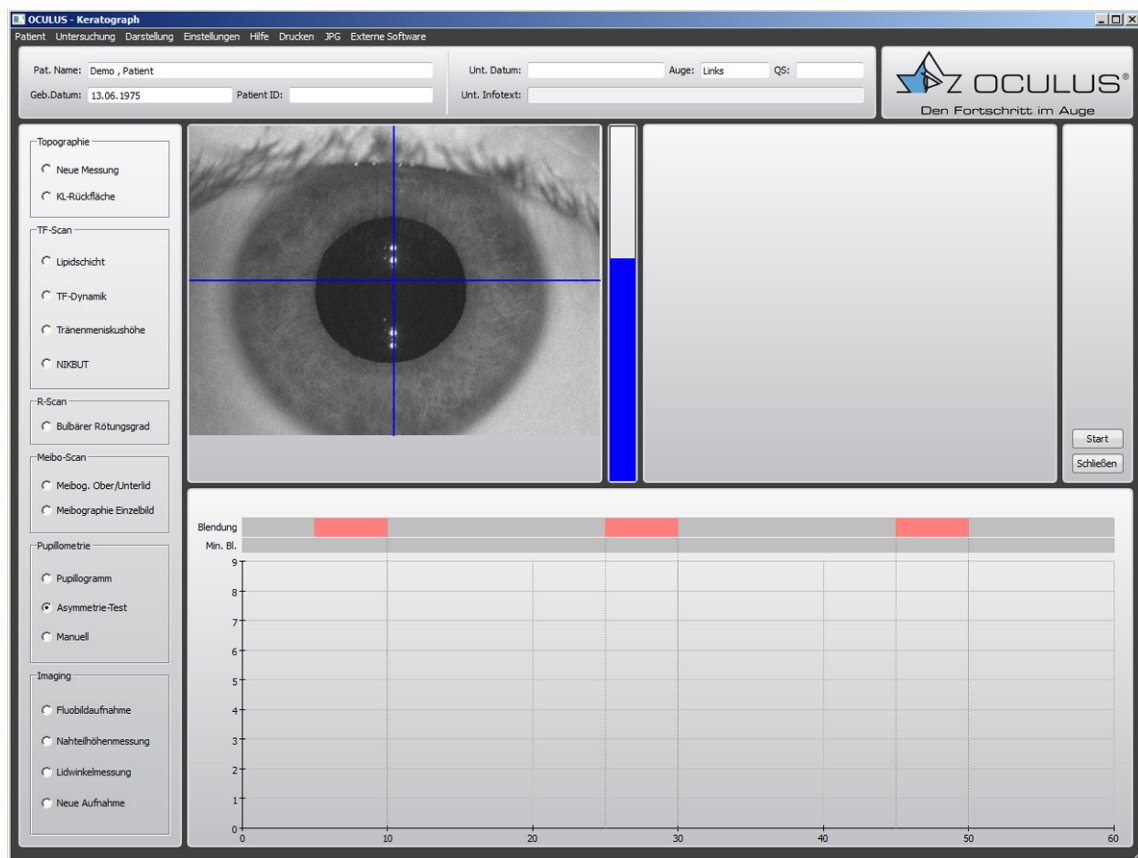 OCULUS - Keratograph
Patient Untersuchung Darstellung Einstellungen Hilfe Drucken JPG Externe Software
Pat. Name: Demo , Patient
Unt. Datum: Auge: Links QS:
Geb.Datum: 13.06.1975 Patient ID:
Unt. Infotext:
OCULUS®
Den Fortschritt im Auge
Topographie
Neue Messung
KL-Rückfläche
TF-Scan
Lipidschicht
TF-Dynamik
Tränenmeniskushöhe
NIKBUT
R-Scan
Bulbärer Rötungsgrad
Meibo-Scan
Meibog. Ober/Unterlid
Meibographie Einzelbild
Pupillometrie
Pupillogramm
Asymmetrie-Test
Manuell
Imaging
Fluobildaufnahme
Nahteilhöhenmessung
Lidwinkelmessung
Neue Aufnahme
Start
Schließen
Blendung
Min. Bl.
9
8
7
6
5
4
3
2
1
0
0 10 20 30 40 50 60